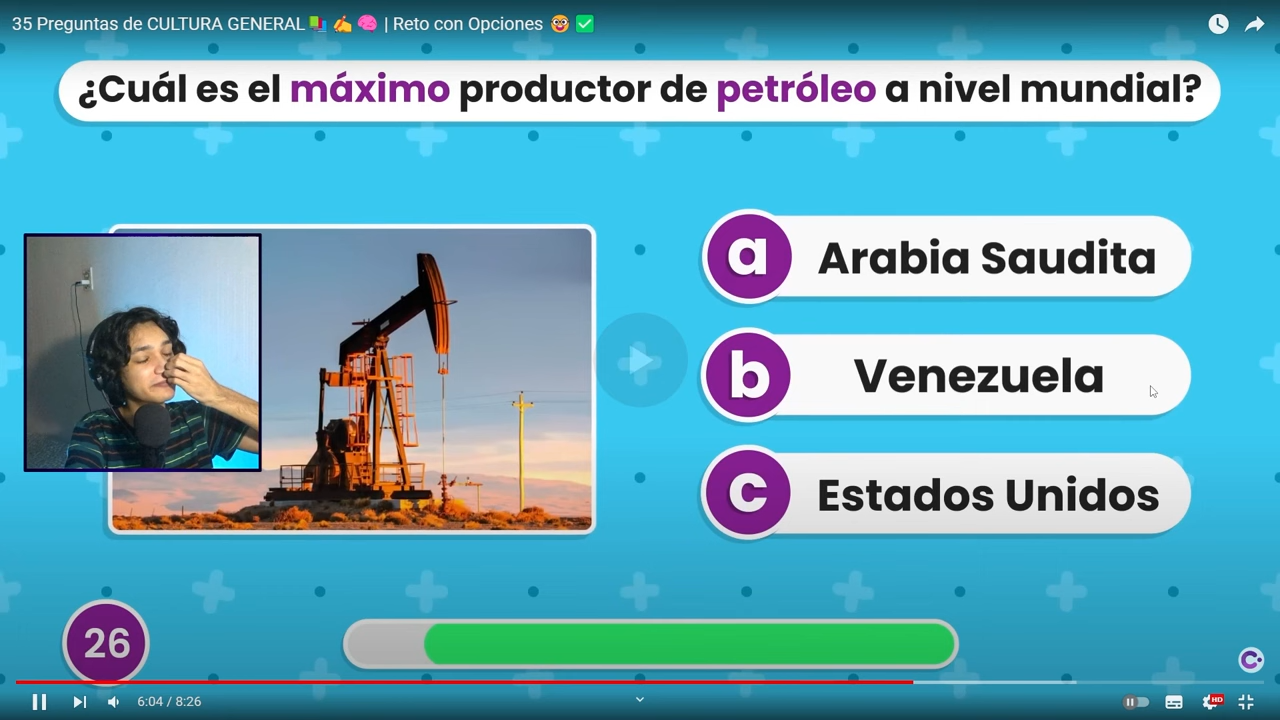 35 Preguntas de CULTURA GENERAL📚✍️🧠 | Reto con Opciones 🤓✅
¿Cuál es el máximo productor de petróleo a nivel mundial?
a Arabia Saudita
b Venezuela
c Estados Unidos
26
6:04 / 8:26
HD